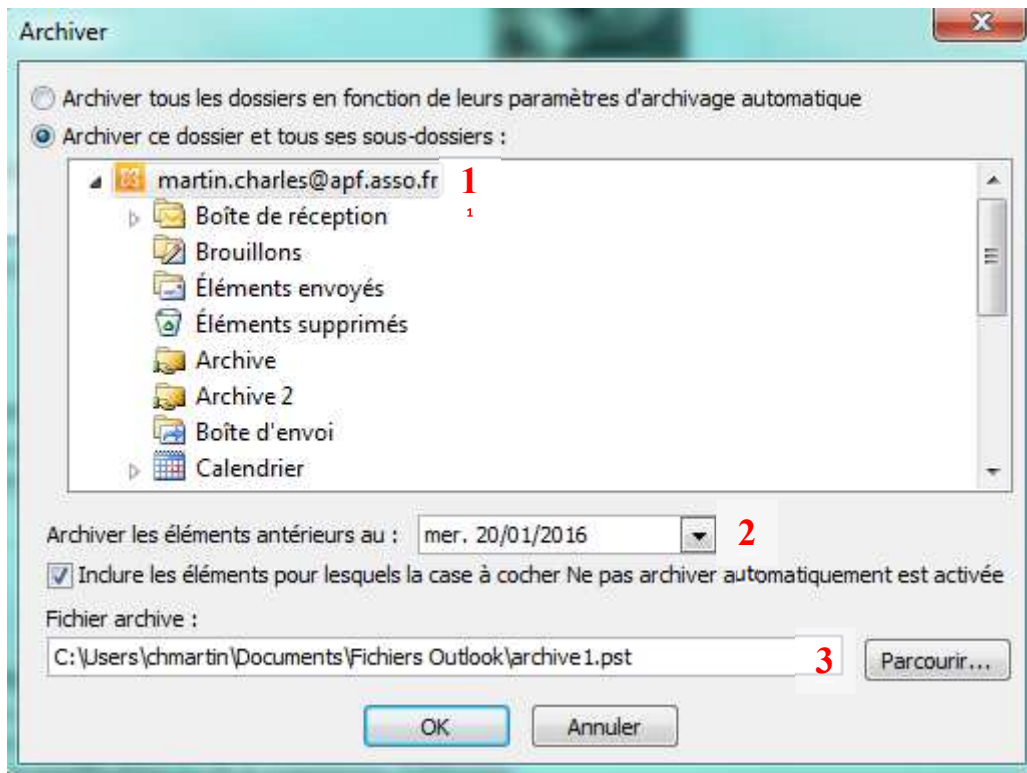 Archiver
Archiver tous les dossiers en fonction de leurs paramètres d'archivage automatique
Archiver ce dossier et tous ses sous-dossiers :
martin.charles@apf.asso.fr 1
Boîte de réception 1
Brouillons
Éléments envoyés
Éléments supprimés
Archive
Archive 2
Boîte d'envoi
Calendrier
Archiver les éléments antérieurs au : mer. 20/01/2016 2
Inclure les éléments pour lesquels la case à cocher Ne pas archiver automatiquement est activée
Fichier archive :
C:\Users\chmartin\Documents\Fichiers Outlook\archive1.pst 3 Parcourir...
OK Annuler